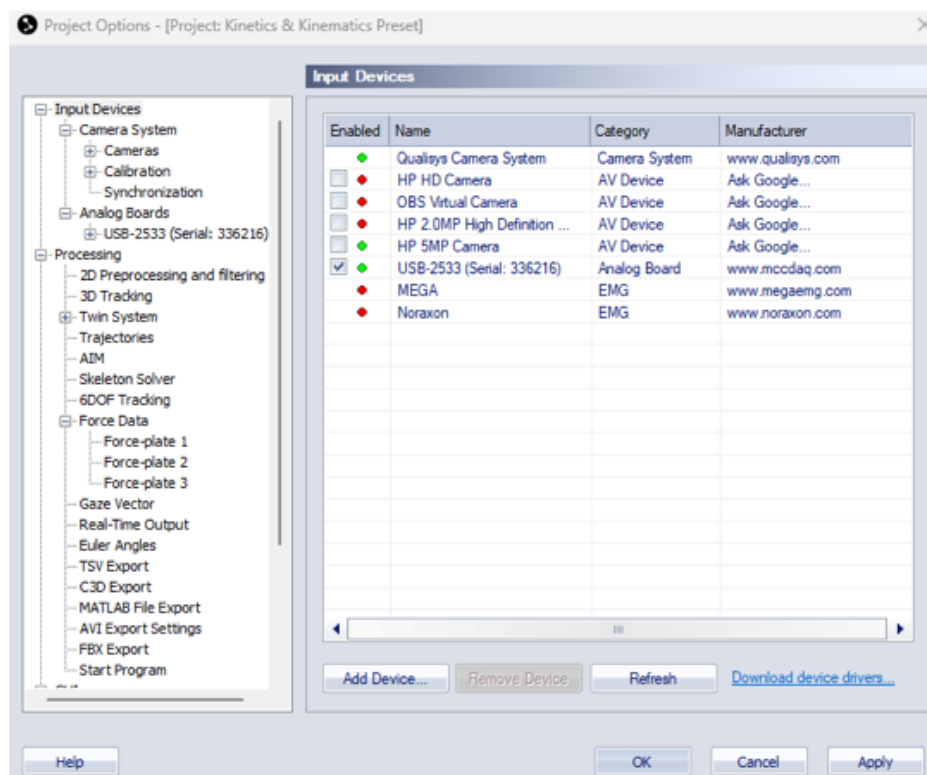 Project Options - [Project: Kinetics & Kinematics Preset]
Input Devices
Input Devices
Camera System
Cameras
Calibration
Synchronization
Analog Boards
USB-2533 (Serial: 336216)
Processing
2D Preprocessing and filtering
3D Tracking
Twin System
Trajectories
AIM
Skeleton Solver
6DOF Tracking
Force Data
Force-plate 1
Force-plate 2
Force-plate 3
Gaze Vector
Real-Time Output
Euler Angles
TSV Export
C3D Export
MATLAB File Export
AVI Export Settings
FBX Export
Start Program
Enabled Name Category Manufacturer
Qualisys Camera System Camera System www.qualisys.com
HP HD Camera AV Device Ask Google...
OBS Virtual Camera AV Device Ask Google...
HP 2.0MP High Definition ... AV Device Ask Google...
HP 5MP Camera AV Device Ask Google...
USB-2533 (Serial: 336216) Analog Board www.mccdaq.com
MEGA EMG www.megaemg.com
Noraxon EMG www.noraxon.com
Add Device... Remove Device Refresh Download device drivers...
Help OK Cancel Apply